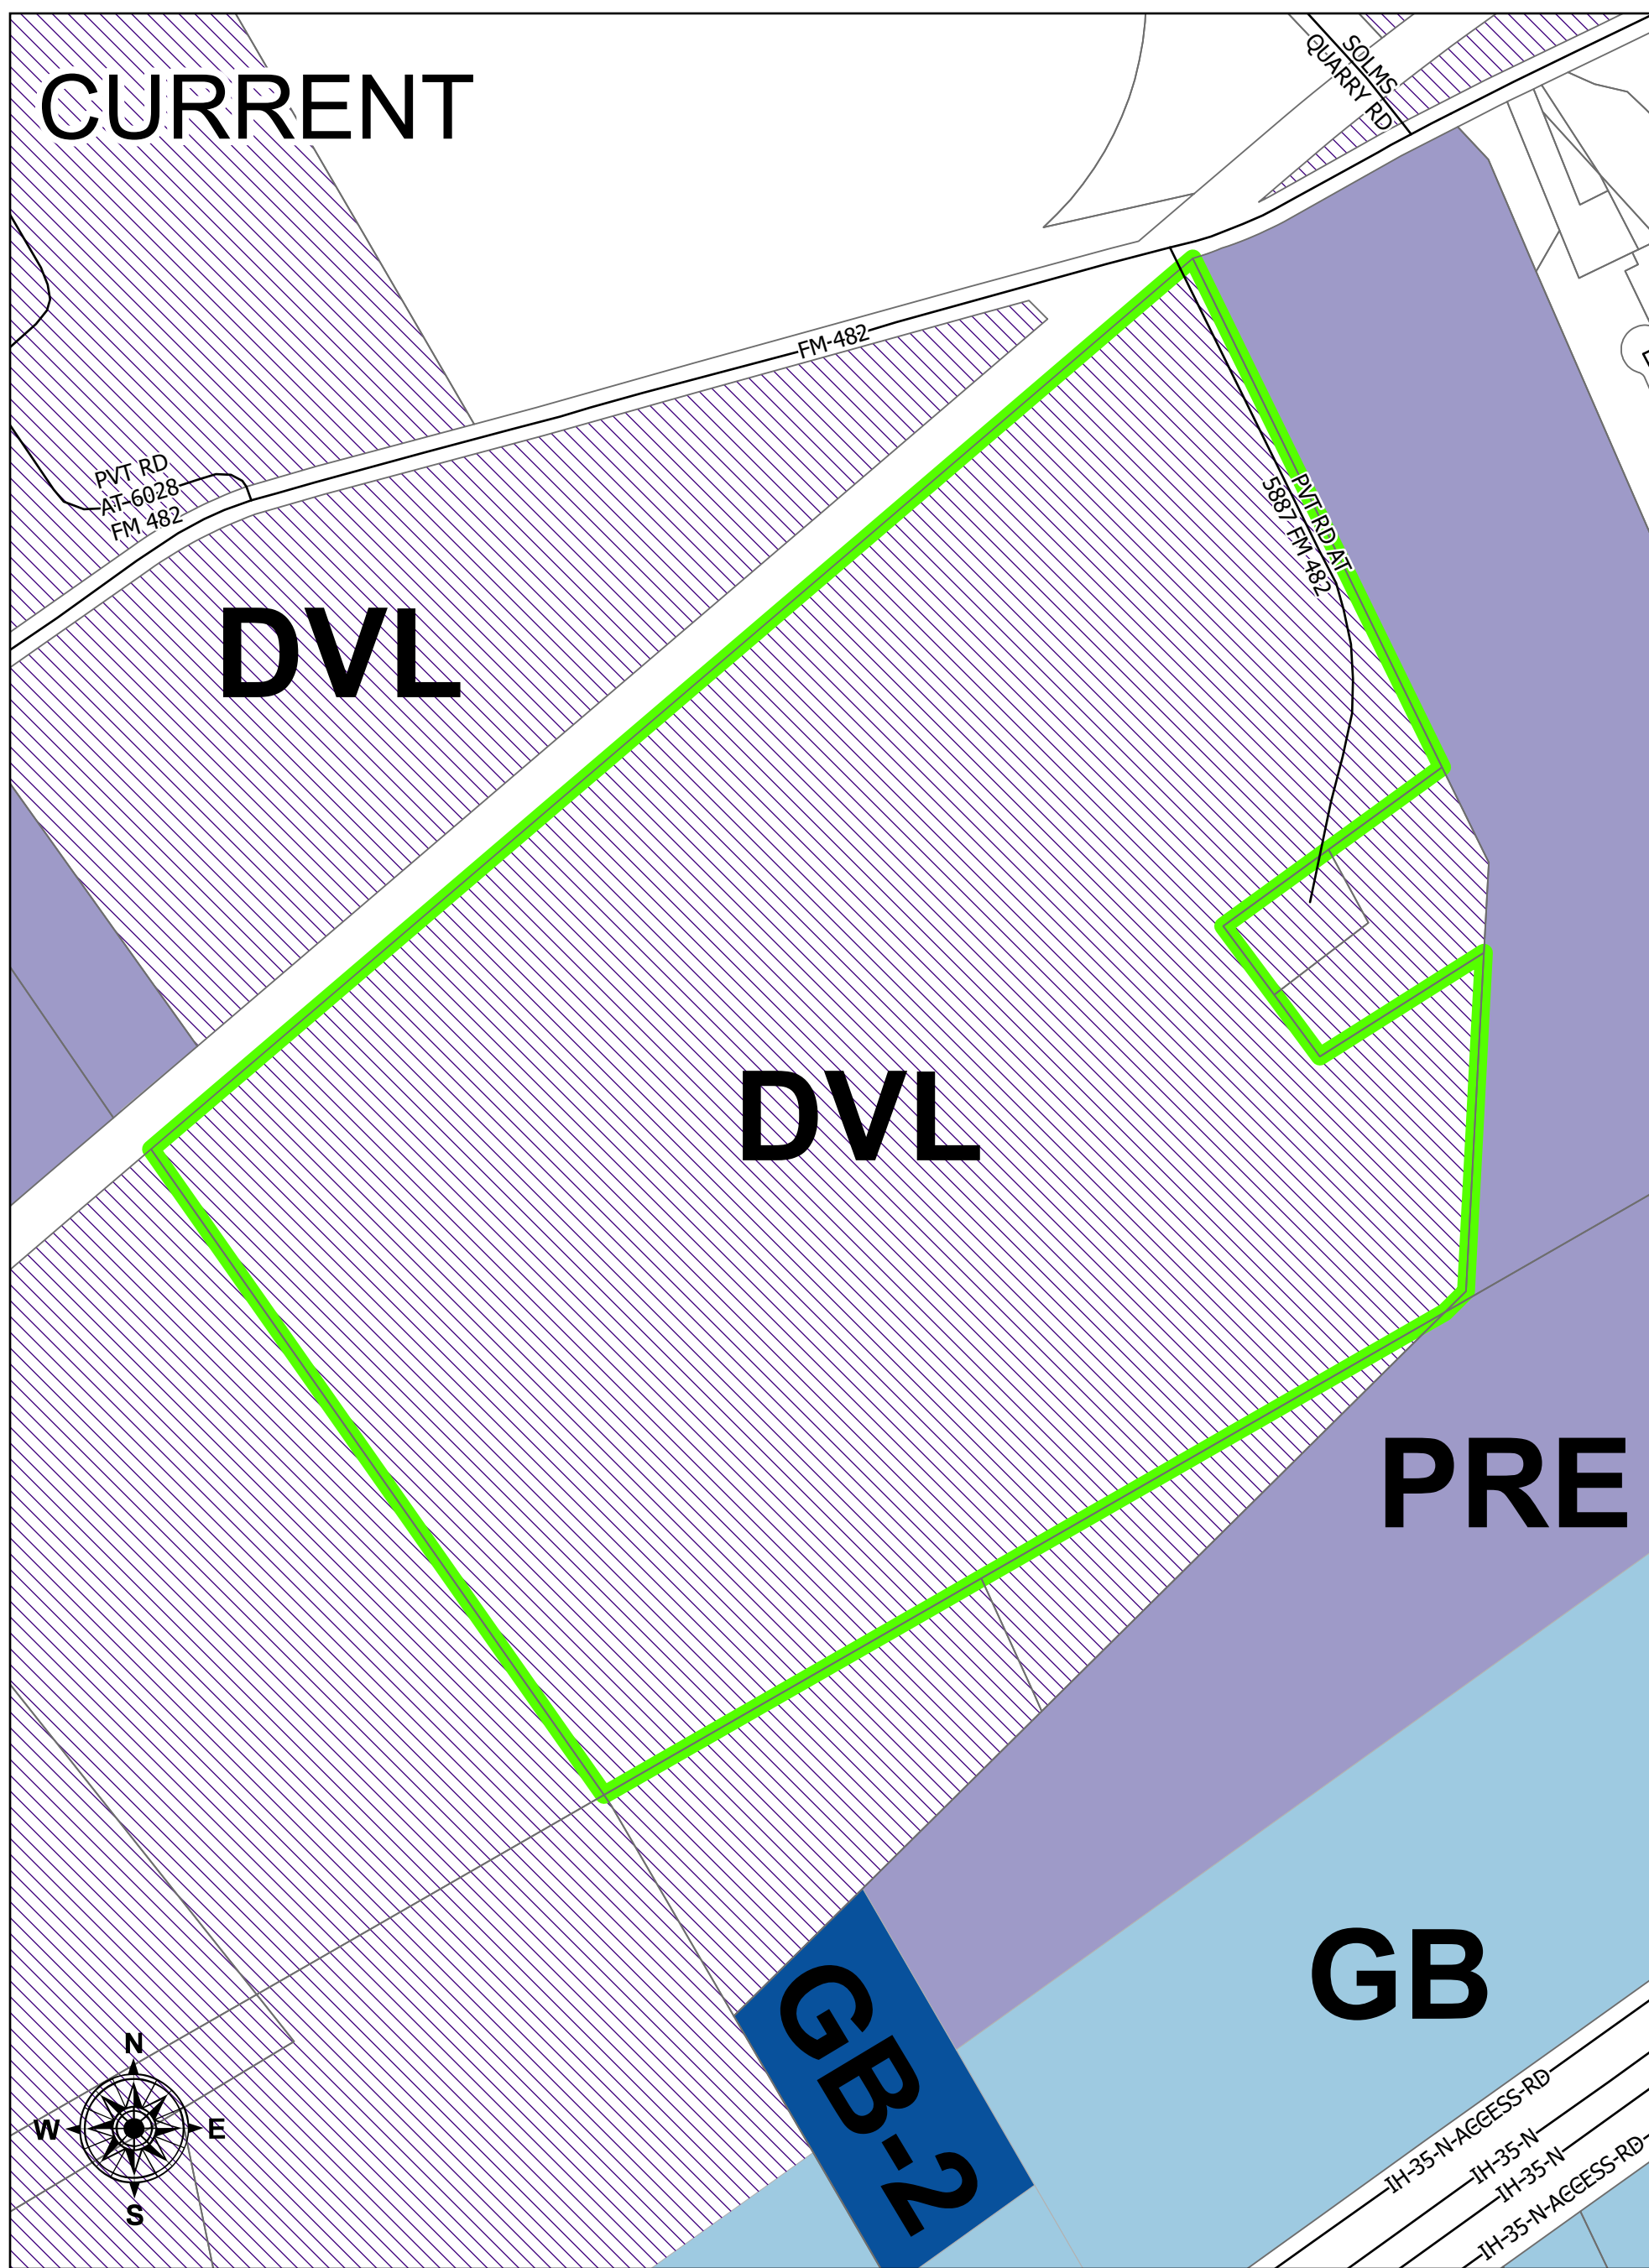 CURRENT
SOLMS
QUARRY RD
FM-482
PVT RD
AT-6028
FM 482
PVT RD AT
5887 FM 482
DVL
DVL
PRE
GB
GB-2
N
W E
S
IH-35-N-ACCESS-RD
IH-35-N
IH-35-N
IH-35-N-ACCESS-RD